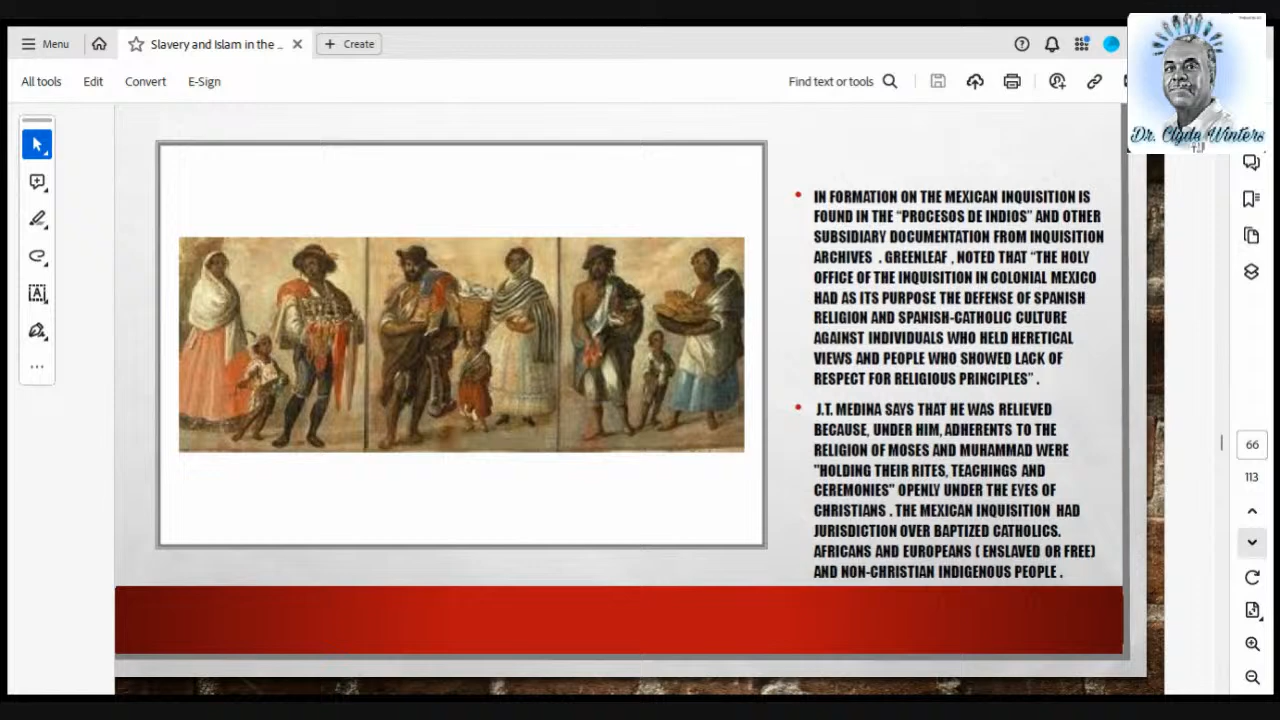 Menu
Slavery and Islam in the ...
Create
All tools
Edit
Convert
E-Sign
Find text or tools
Dr. Clyde Winters
• IN FORMATION ON THE MEXICAN INQUISITION IS
FOUND IN THE "PROCESOS DE INDIOS" AND OTHER
SUBSIDIARY DOCUMENTATION FROM INQUISITION
ARCHIVES . GREENLEAF , NOTED THAT "THE HOLY
OFFICE OF THE INQUISITION IN COLONIAL MEXICO
HAD AS ITS PURPOSE THE DEFENSE OF SPANISH
RELIGION AND SPANISH-CATHOLIC CULTURE
AGAINST INDIVIDUALS WHO HELD HERETICAL
VIEWS AND PEOPLE WHO SHOWED LACK OF
RESPECT FOR RELIGIOUS PRINCIPLES" .
• J.T. MEDINA SAYS THAT HE WAS RELIEVED
BECAUSE, UNDER HIM, ADHERENTS TO THE
RELIGION OF MOSES AND MUHAMMAD WERE
"HOLDING THEIR RITES, TEACHINGS AND
CEREMONIES" OPENLY UNDER THE EYES OF
CHRISTIANS . THE MEXICAN INQUISITION HAD
JURISDICTION OVER BAPTIZED CATHOLICS.
AFRICANS AND EUROPEANS ( ENSLAVED OR FREE)
AND NON-CHRISTIAN INDIGENOUS PEOPLE .
66
113